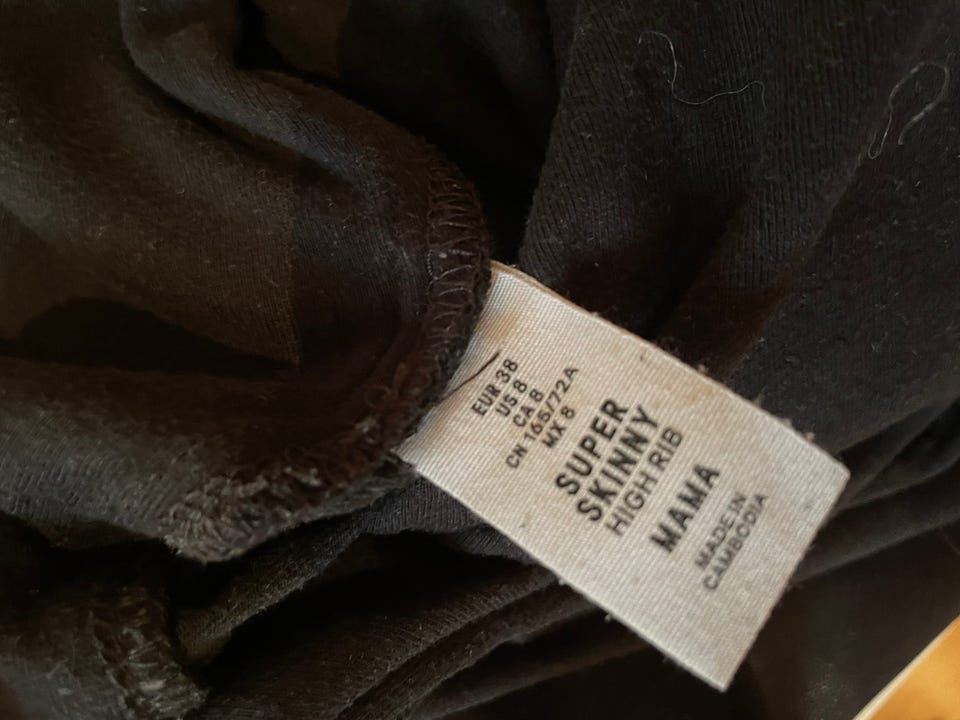 EUR 38
US 8
CA 8
CN 165/72A
MX 8
SUPER
SKINNY
HIGH RIB
MAMA
MADE IN
CAMBODIA